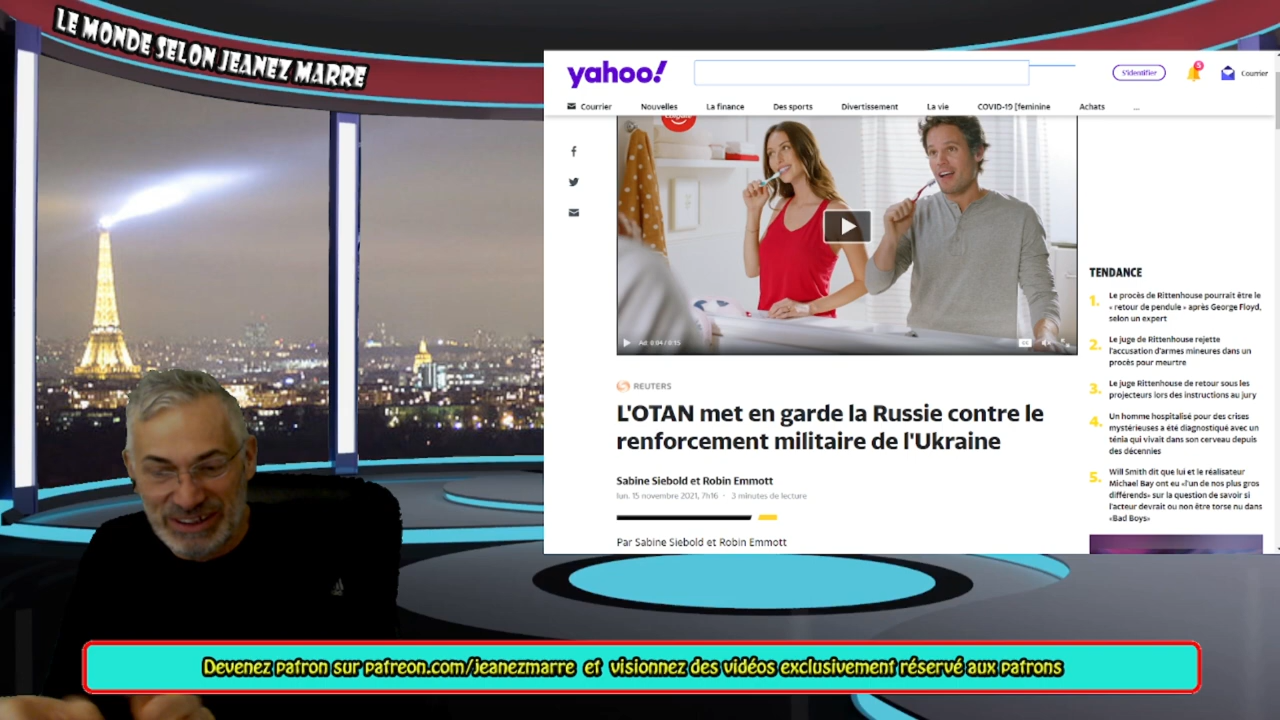 LE MONDE SELON JEANEZ MARRE
yahoo!
S'identifier
5
Courrier
Courrier
Nouvelles
La finance
Des sports
Divertissement
La vie
COVID-19 [feminine
Achats
...
Ad: 0:04 / 0:15
CC
TENDANCE
1. Le procès de Rittenhouse pourrait être le
« retour de pendule » après George Floyd,
selon un expert
2. Le juge de Rittenhouse rejette
l'accusation d'armes mineures dans un
procès pour meurtre
3. Le juge Rittenhouse de retour sous les
projecteurs lors des instructions au jury
4. Un homme hospitalisé pour des crises
mystérieuses a été diagnostiqué avec un
ténia qui vivait dans son cerveau depuis
des décennies
5. Will Smith dit que lui et le réalisateur
Michael Bay ont eu «l'un de nos plus gros
différends» sur la question de savoir si
l'acteur devrait ou non être torse nu dans
«Bad Boys»
REUTERS
L'OTAN met en garde la Russie contre le
renforcement militaire de l'Ukraine
Sabine Siebold et Robin Emmott
lun. 15 novembre 2021, 7h16 · 3 minutes de lecture
Par Sabine Siebold et Robin Emmott
Devenez patron sur patreon.com/jeanezmarre et visionnez des vidéos exclusivement réservé aux patrons